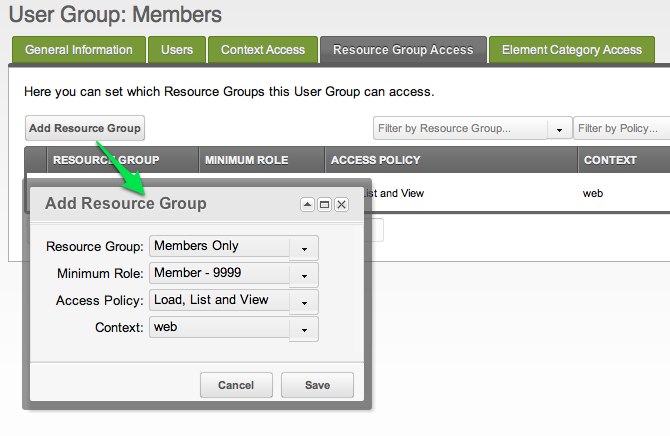 User Group: Members
General Information Users Context Access Resource Group Access Element Category Access
Here you can set which Resource Groups this User Group can access.
Add Resource Group Filter by Resource Group... Filter by Policy...
RESOURCE GROUP MINIMUM ROLE ACCESS POLICY CONTEXT
List and View web
Add Resource Group
Resource Group: Members Only
Minimum Role: Member - 9999
Access Policy: Load, List and View
Context: web
Cancel Save